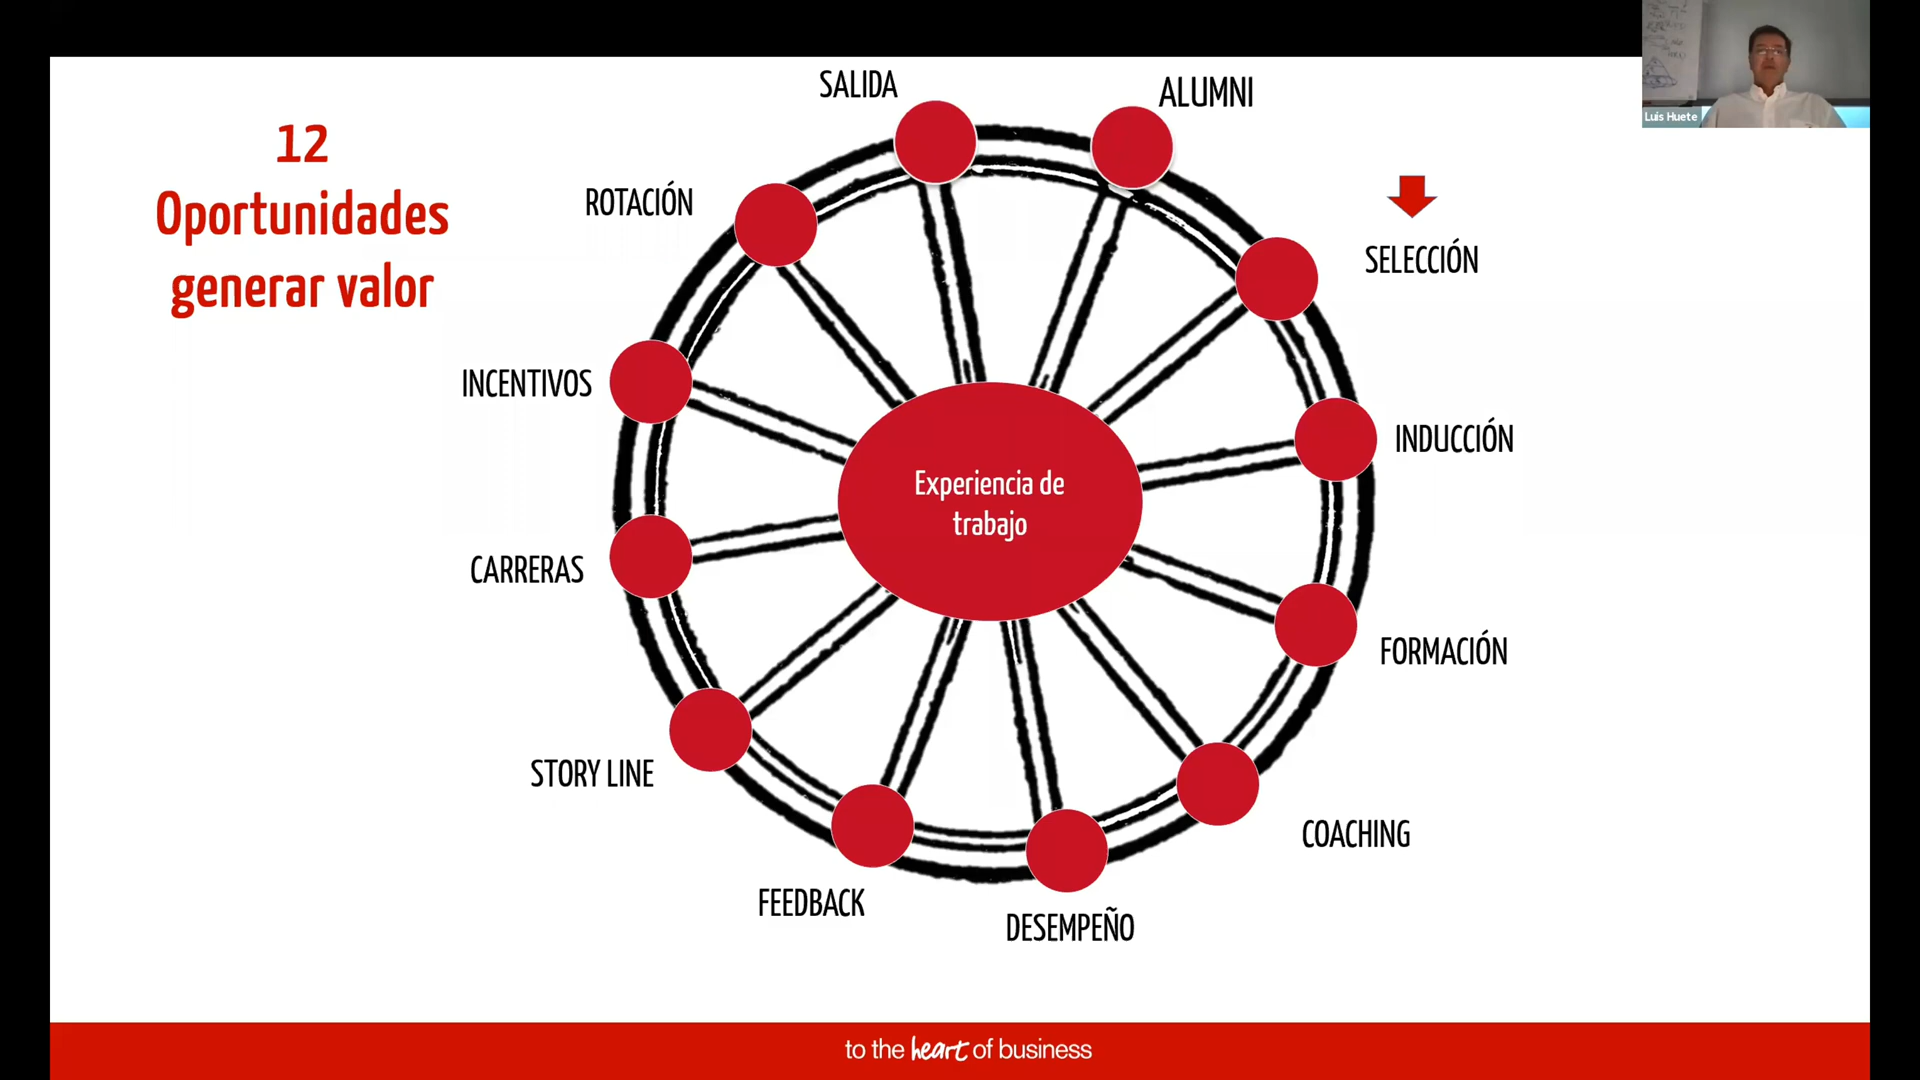 12
Oportunidades
generar valor
SALIDA
ALUMNI
Luis Huete
ROTACIÓN
SELECCIÓN
INCENTIVOS
INDUCCIÓN
Experiencia de
trabajo
CARRERAS
FORMACIÓN
STORY LINE
COACHING
FEEDBACK
DESEMPEÑO
to the heart of business